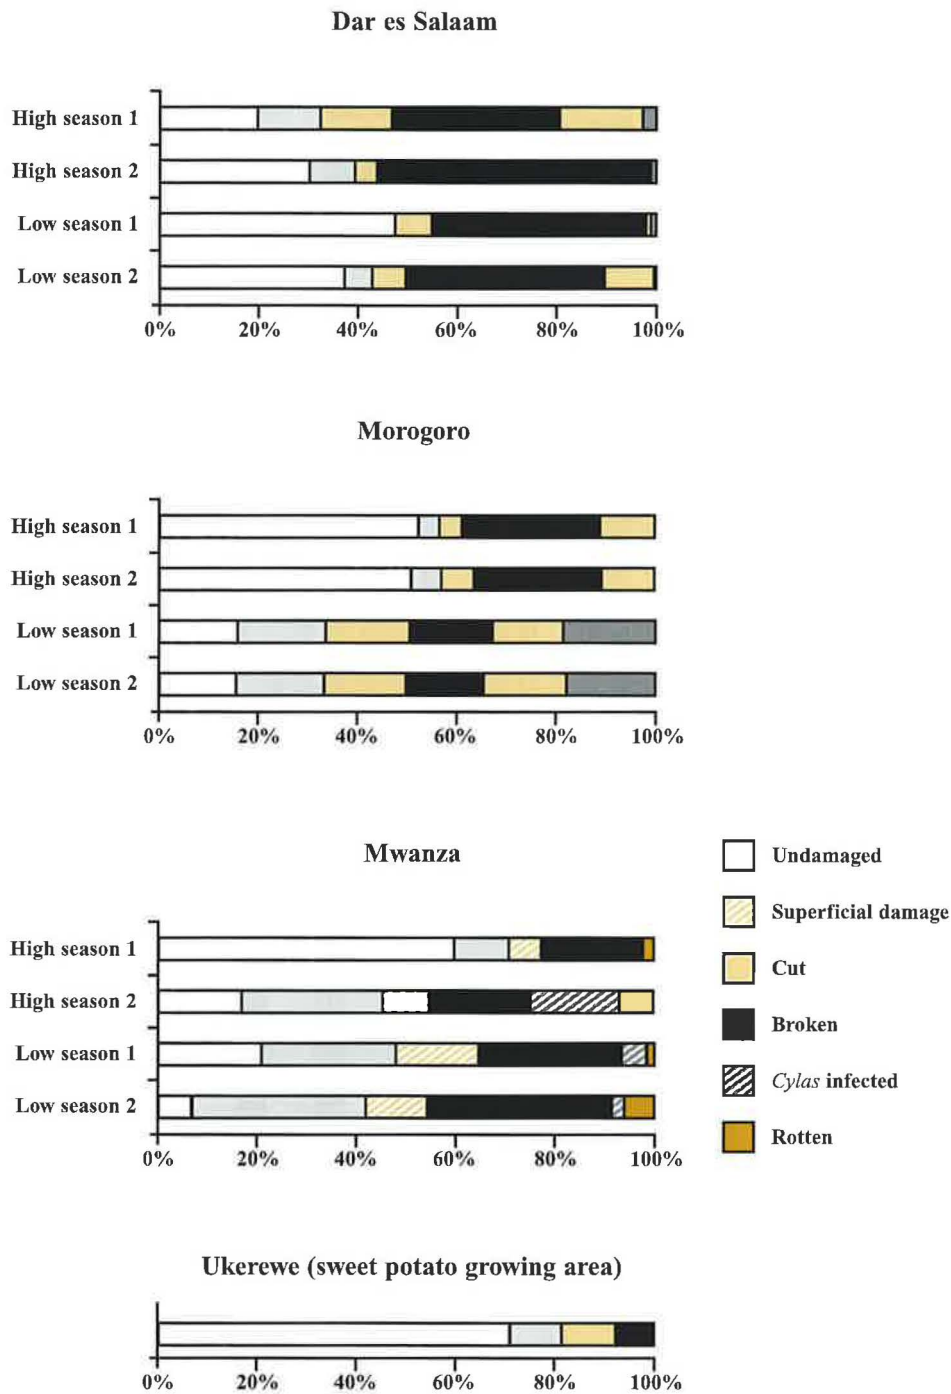 Dar es Salaam
High season 1
High season 2
Low season 1
Low season 2
0% 20% 40% 60% 80% 100%
Morogoro
High season 1
High season 2
Low season 1
Low season 2
0% 20% 40% 60% 80% 100%
Mwanza
High season 1
High season 2
Low season 1
Low season 2
0% 20% 40% 60% 80% 100%
Undamaged
Superficial damage
Cut
Broken
Cylas infected
Rotten
Ukerewe (sweet potato growing area)
0% 20% 40% 60% 80% 100%